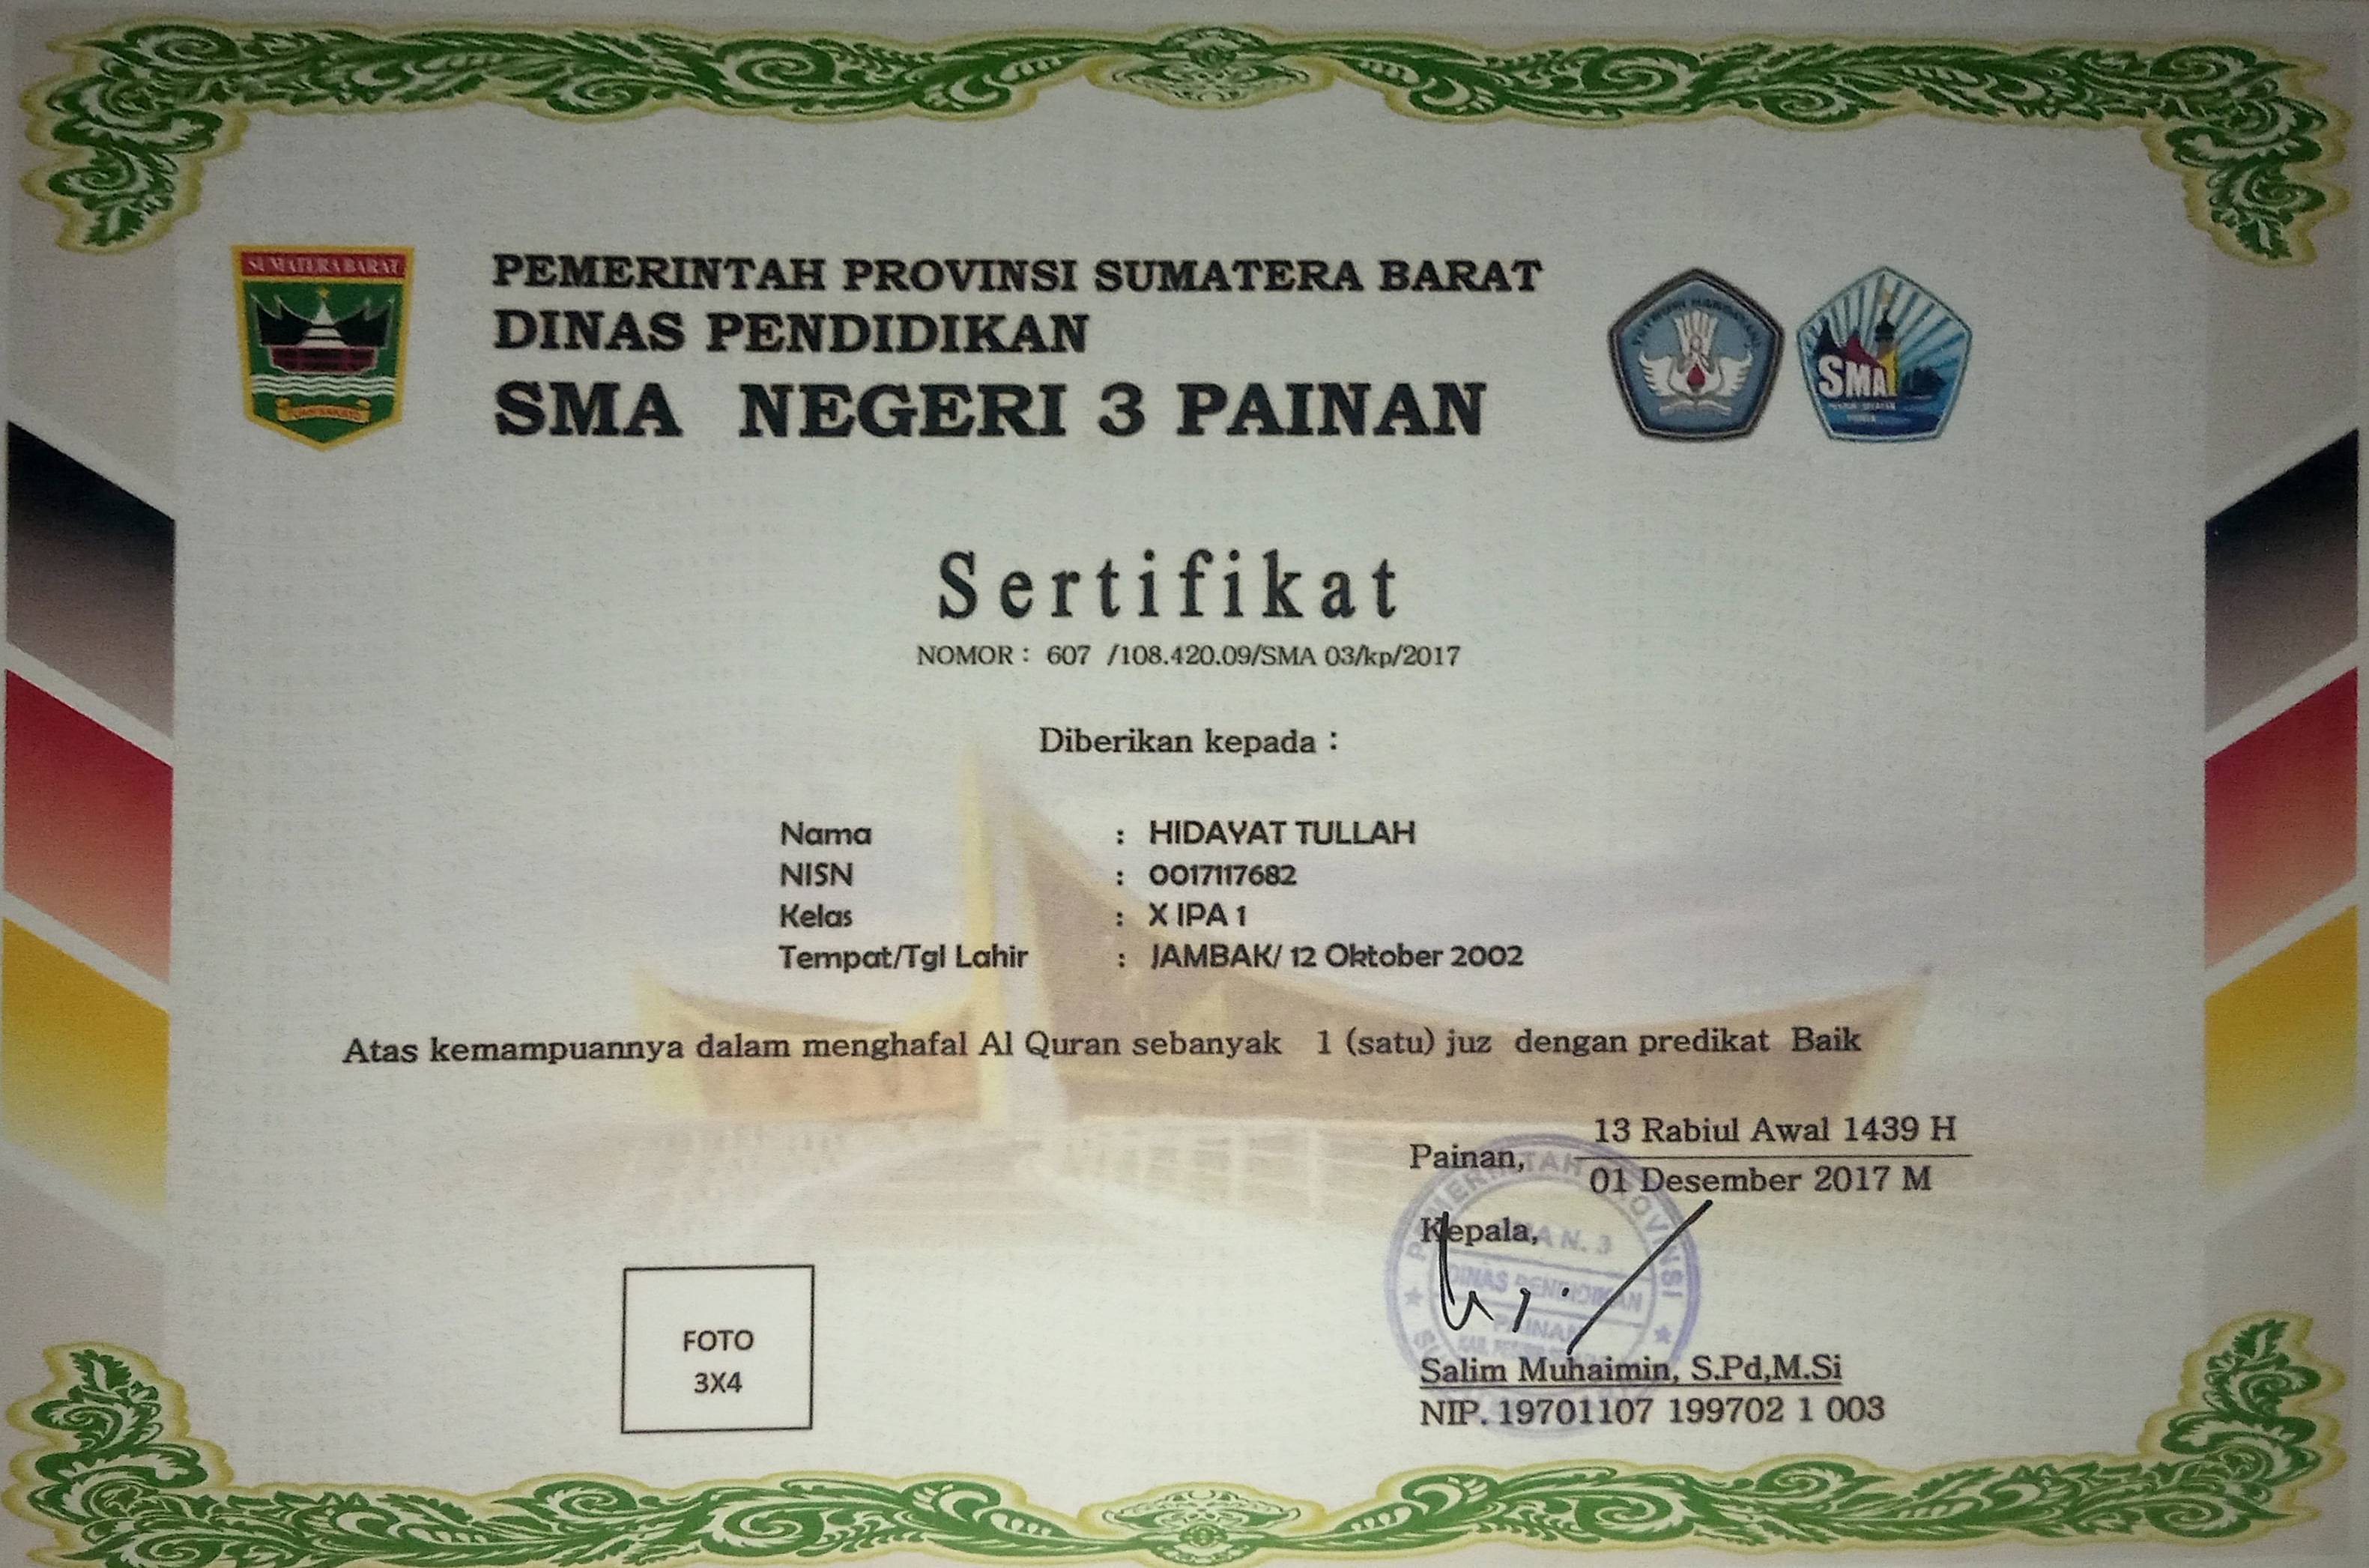 SUMATERA BARAT
PEMERINTAH PROVINSI SUMATERA BARAT
DINAS PENDIDIKAN
SMA NEGERI 3 PAINAN
TUT WURI HANDAYANI
SMA
Sertifikat
NOMOR : 607 /108.420.09/SMA 03/kp/2017
Diberikan kepada :
Nama : HIDAYAT TULLAH
NISN : 0017117682
Kelas : X IPA 1
Tempat/Tgl Lahir : JAMBAK/ 12 Oktober 2002
Atas kemampuannya dalam menghafal Al Quran sebanyak 1 (satu) juz dengan predikat Baik
13 Rabiul Awal 1439 H
Painan,
01 Desember 2017 M
Kepala,
PEMERINTAH PROVINSI
N. 3
DINAS PENDIDIKAN
PAINAN
FOTO
3X4
Salim Muhaimin, S.Pd,M.Si
NIP. 19701107 199702 1 003